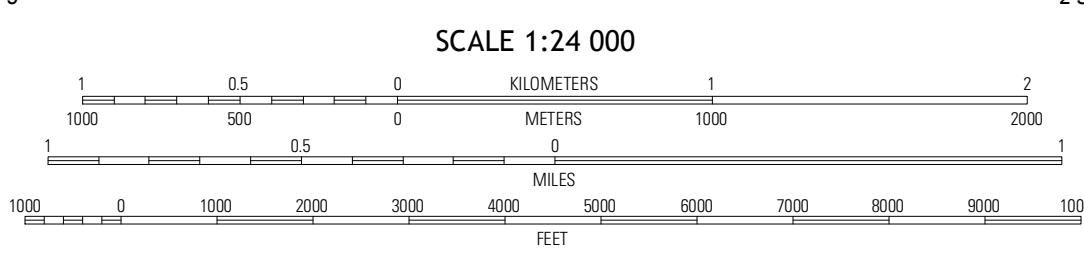 SCALE 1:24 000
1 0.5 0 KILOMETERS 1 2
1000 500 0 METERS 1000 2000
1 0.5 0 1
MILES
1000 0 1000 2000 3000 4000 5000 6000 7000 8000 9000 100
FEET